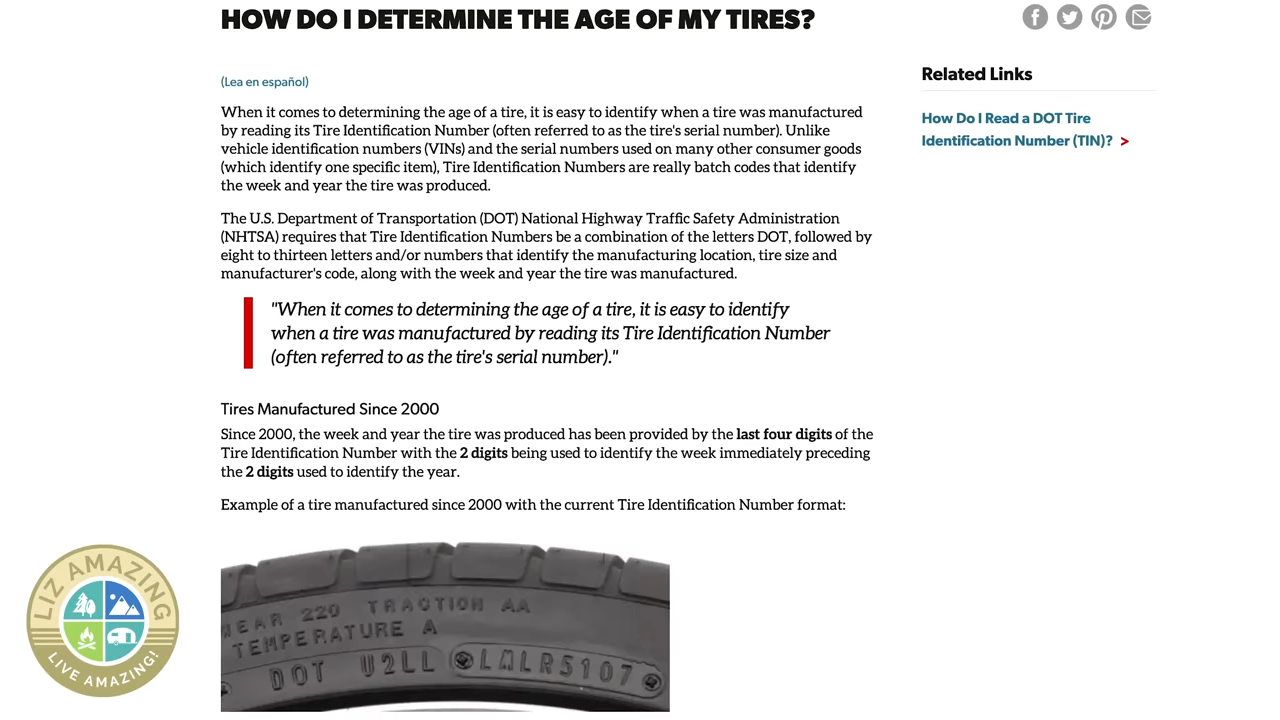 HOW DO I DETERMINE THE AGE OF MY TIRES?
(Lea en español)
When it comes to determining the age of a tire, it is easy to identify when a tire was manufactured
by reading its Tire Identification Number (often referred to as the tire's serial number). Unlike
vehicle identification numbers (VINs) and the serial numbers used on many other consumer goods
(which identify one specific item), Tire Identification Numbers are really batch codes that identify
the week and year the tire was produced.
The U.S. Department of Transportation (DOT) National Highway Traffic Safety Administration
(NHTSA) requires that Tire Identification Numbers be a combination of the letters DOT, followed by
eight to thirteen letters and/or numbers that identify the manufacturing location, tire size and
manufacturer's code, along with the week and year the tire was manufactured.
"When it comes to determining the age of a tire, it is easy to identify
when a tire was manufactured by reading its Tire Identification Number
(often referred to as the tire's serial number)."
Tires Manufactured Since 2000
Since 2000, the week and year the tire was produced has been provided by the last four digits of the
Tire Identification Number with the 2 digits being used to identify the week immediately preceding
the 2 digits used to identify the year.
Example of a tire manufactured since 2000 with the current Tire Identification Number format:
WEAR 220 TRACTION AA
TEMPERATURE A
DOT U2LL LMLR5107
Related Links
How Do I Read a DOT Tire
Identification Number (TIN)? >
LIZ AMAZING
LIVE AMAZING!